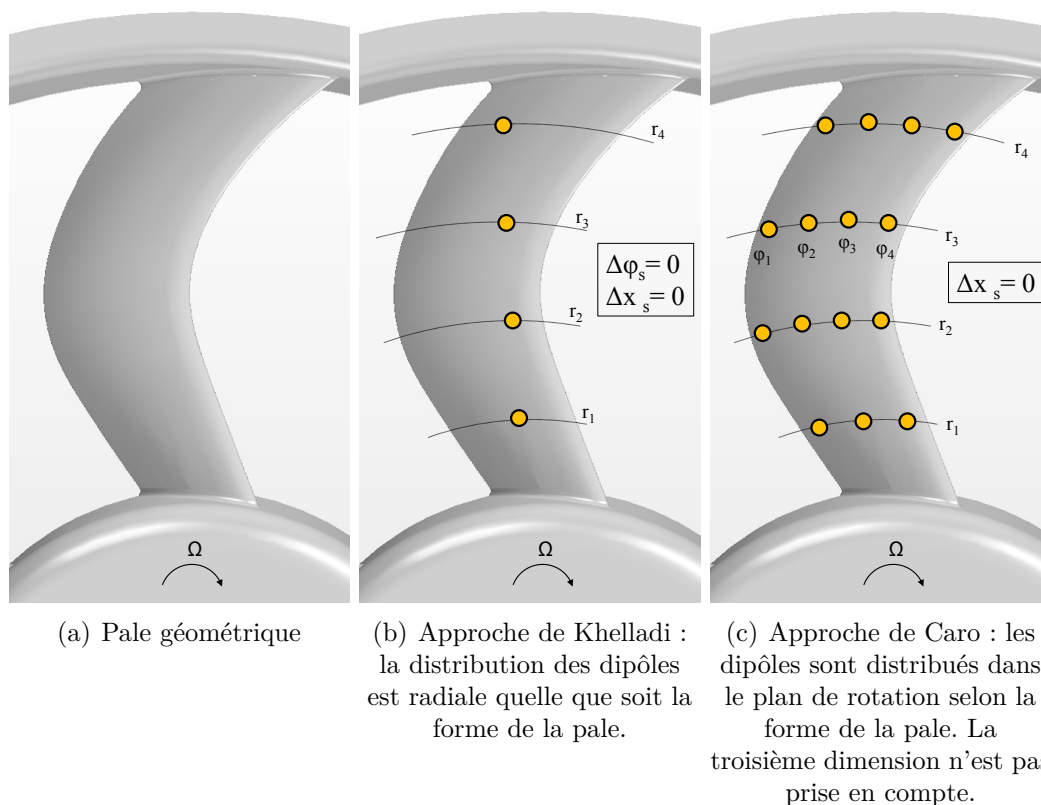 r4
r3
r2
r1
Δφs= 0
Δx s= 0
r4
r3
φ1 φ2 φ3 φ4
r2
r1
Δx s= 0
Ω
Ω
Ω
(a) Pale géométrique
(b) Approche de Khelladi :
la distribution des dipôles
est radiale quelle que soit la
forme de la pale.
(c) Approche de Caro : les
dipôles sont distribués dans
le plan de rotation selon la
forme de la pale. La
troisième dimension n'est pas
prise en compte.